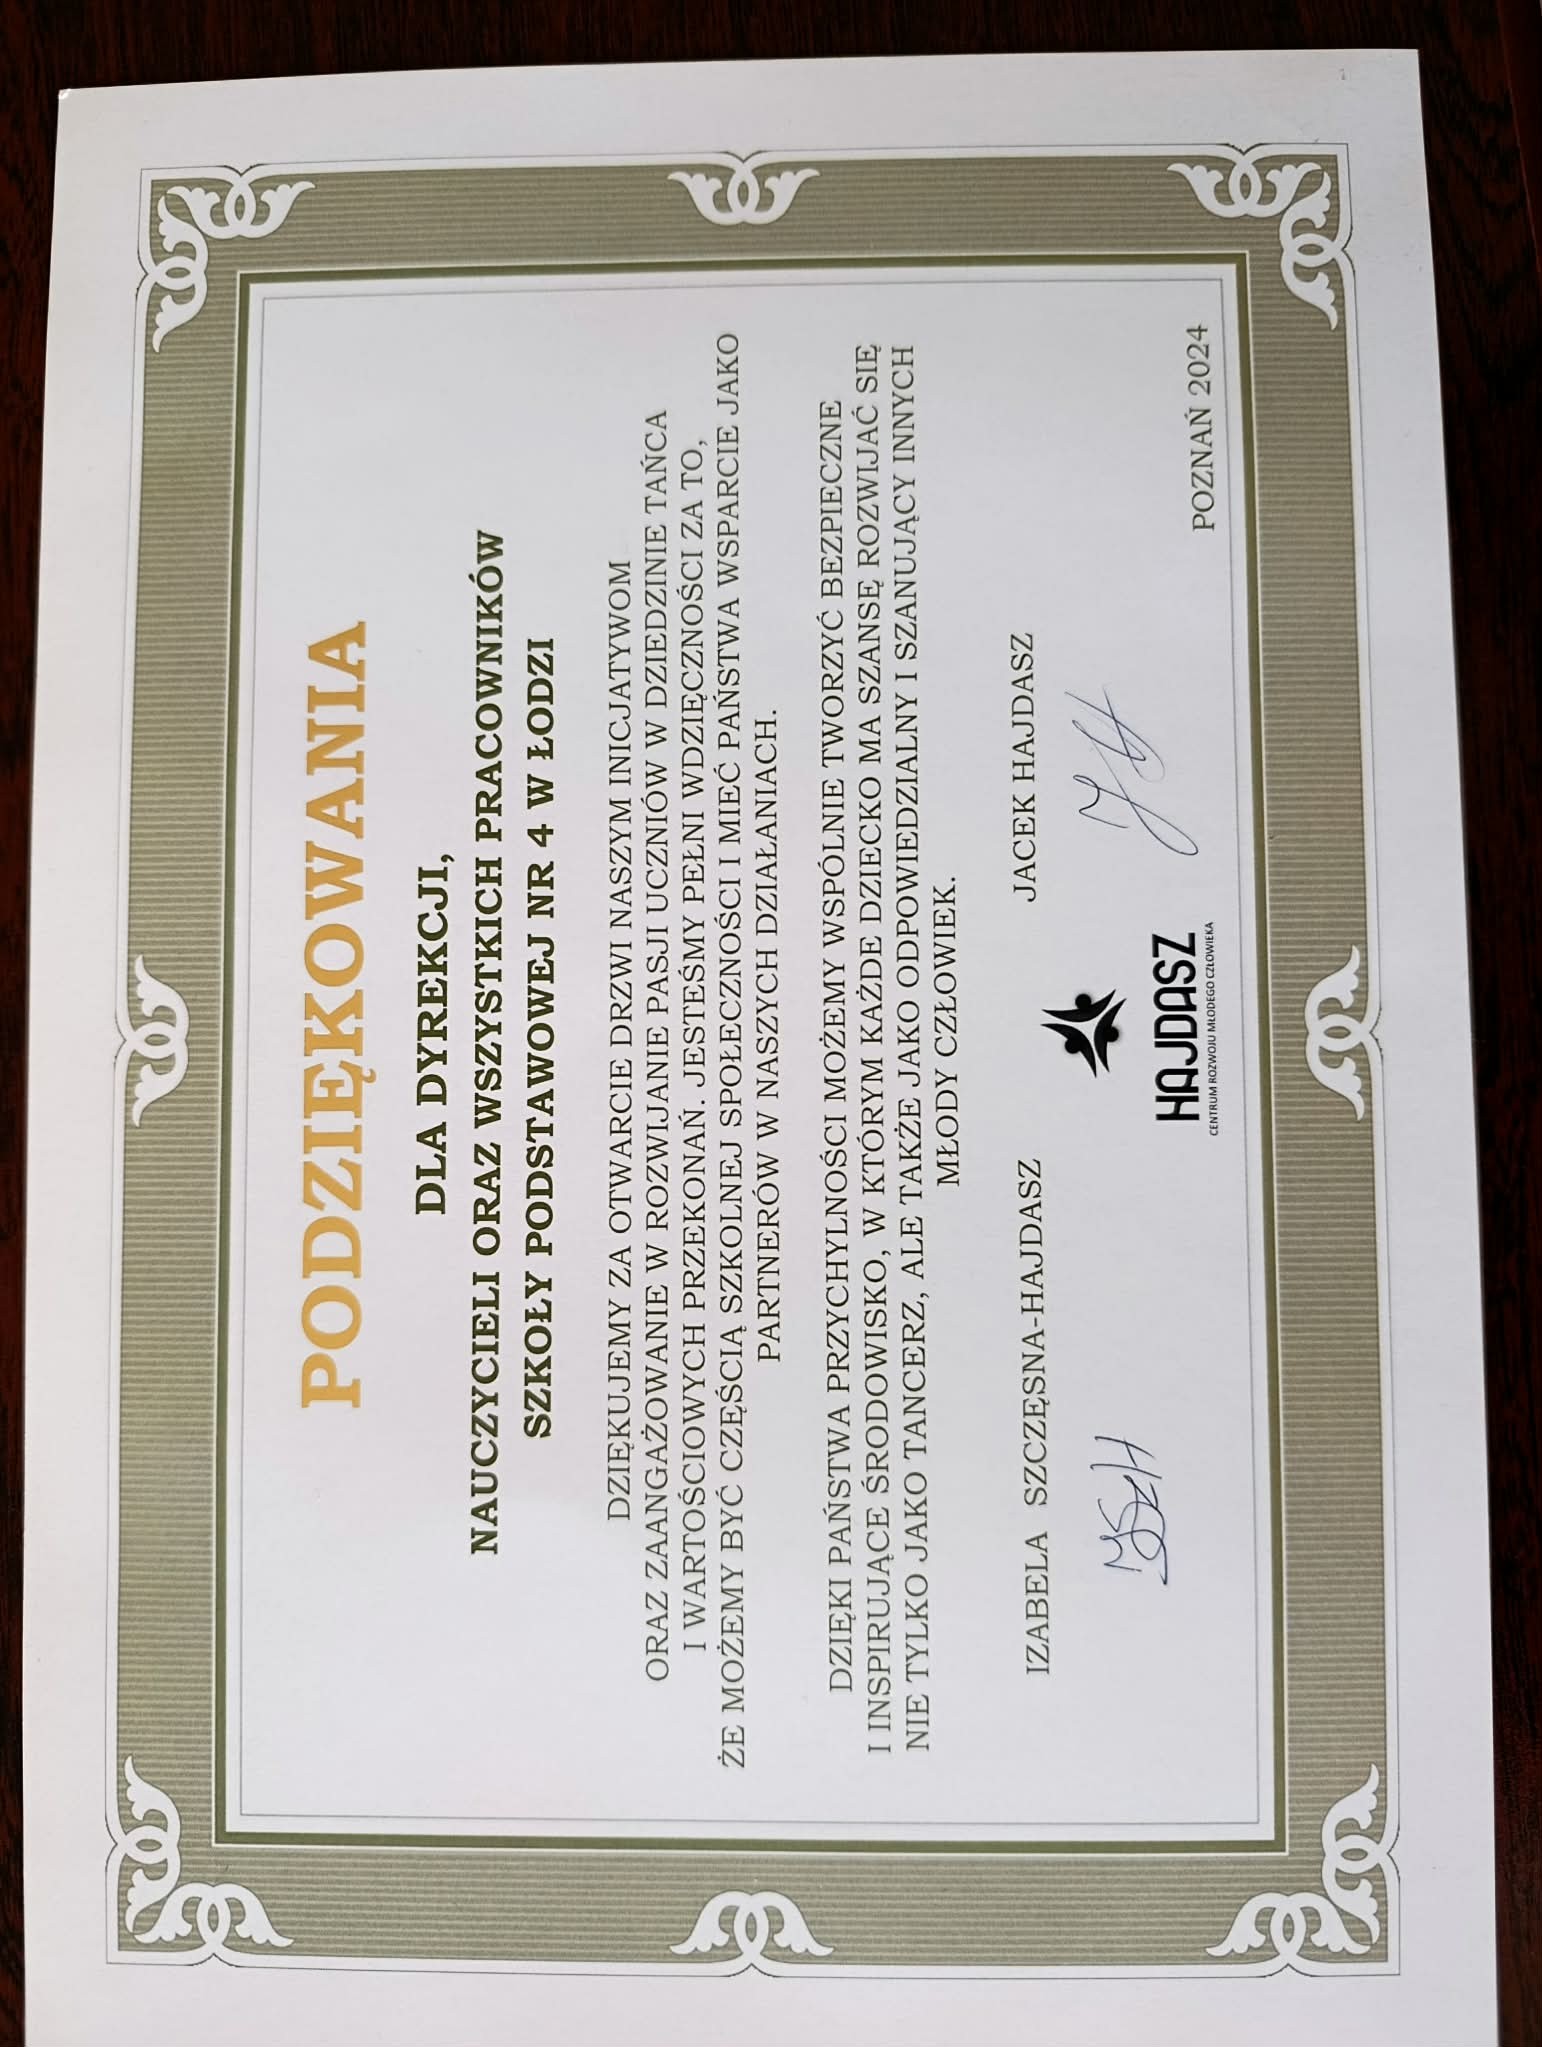 PODZIĘKOWANIA
DLA DYREKCJI,
NAUCZYCIELI ORAZ WSZYSTKICH PRACOWNIKÓW
SZKOŁY PODSTAWOWEJ NR 4 W ŁODZI
DZIĘKUJEMY ZA OTWARCIE DRZWI NASZYM INICJATYWOM
ORAZ ZAANGAŻOWANIE W ROZWIJANIE PASJI UCZNIÓW W DZIEDZINIE TAŃCA
I WARTOŚCIOWYCH PRZEKONAŃ. JESTEŚMY PEŁNI WDZIĘCZNOŚCI ZA TO,
ŻE MOŻEMY BYĆ CZĘŚCIĄ SZKOLNEJ SPOŁECZNOŚCI I MIEĆ PAŃSTWA WSPARCIE JAKO
PARTNERÓW W NASZYCH DZIAŁANIACH.
DZIĘKI PAŃSTWA PRZYCHYLNOŚCI MOŻEMY WSPÓLNIE TWORZYĆ BEZPIECZNE
I INSPIRUJĄCE ŚRODOWISKO, W KTÓRYM KAŻDE DZIECKO MA SZANSĘ ROZWIJAĆ SIĘ
NIE TYLKO JAKO TANCERZ, ALE TAKŻE JAKO ODPOWIEDZIALNY I SZANUJĄCY INNYCH
MŁODY CZŁOWIEK.
IZABELA SZCZĘSNA-HAJDASZ JACEK HAJDASZ
HAJDASZ
CENTRUM ROZWOJU MŁODEGO CZŁOWIEKA
POZNAŃ 2024